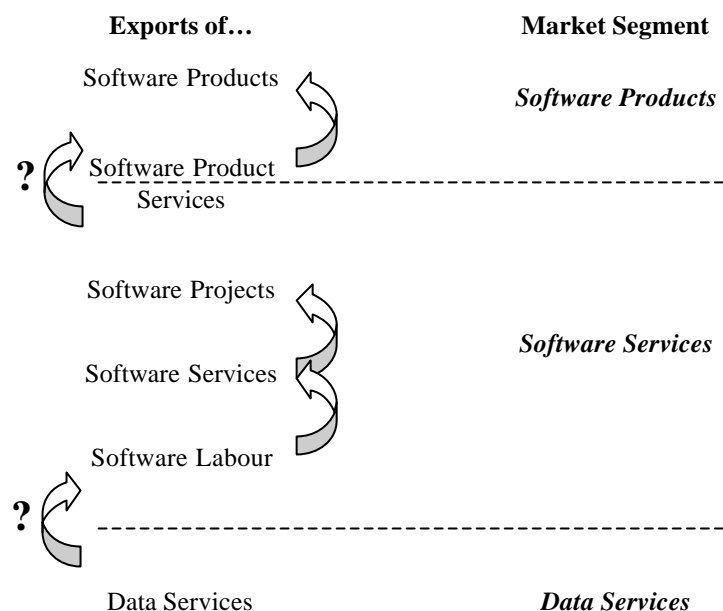 Exports of… Market Segment
Software Products
Software Products
? Software Product
Services
Software Projects
Software Services
Software Services
Software Labour
?
Data Services Data Services